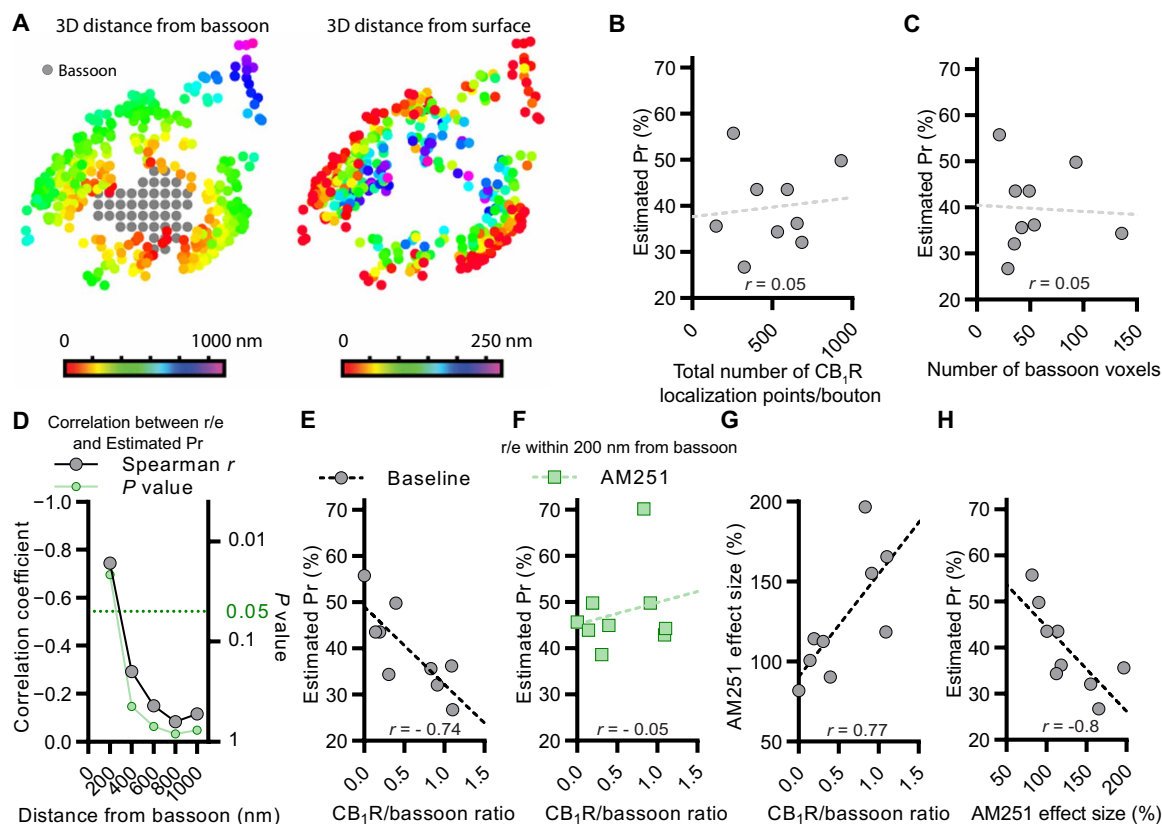 A
3D distance from bassoon
3D distance from surface
Bassoon
0
1000 nm
0
250 nm
B
Estimated Pr (%)
70
60
50
40
30
20
r = 0.05
0
500
1000
Total number of CB₁R
localization points/bouton
C
Estimated Pr (%)
70
60
50
40
30
20
r = 0.05
0
50
100
150
Number of bassoon voxels
D
Correlation between r/e
and Estimated Pr
Spearman r
P value
Correlation coefficient
−1.0
−0.8
−0.6
−0.4
−0.2
0.0
0.01
0.05
0.1
1
P value
0
200
400
600
800
1000
Distance from bassoon (nm)
E
Baseline
Estimated Pr (%)
70
60
50
40
30
20
r = - 0.74
0.0
0.5
1.0
1.5
CB₁R/bassoon ratio
F
r/e within 200 nm from bassoon
AM251
Estimated Pr (%)
70
60
50
40
30
20
r = - 0.05
0.0
0.5
1.0
1.5
CB₁R/bassoon ratio
G
AM251 effect size (%)
200
150
100
50
r = 0.77
0.0
0.5
1.0
1.5
CB₁R/bassoon ratio
H
Estimated Pr (%)
70
60
50
40
30
20
r = -0.8
50
100
150
200
AM251 effect size (%)